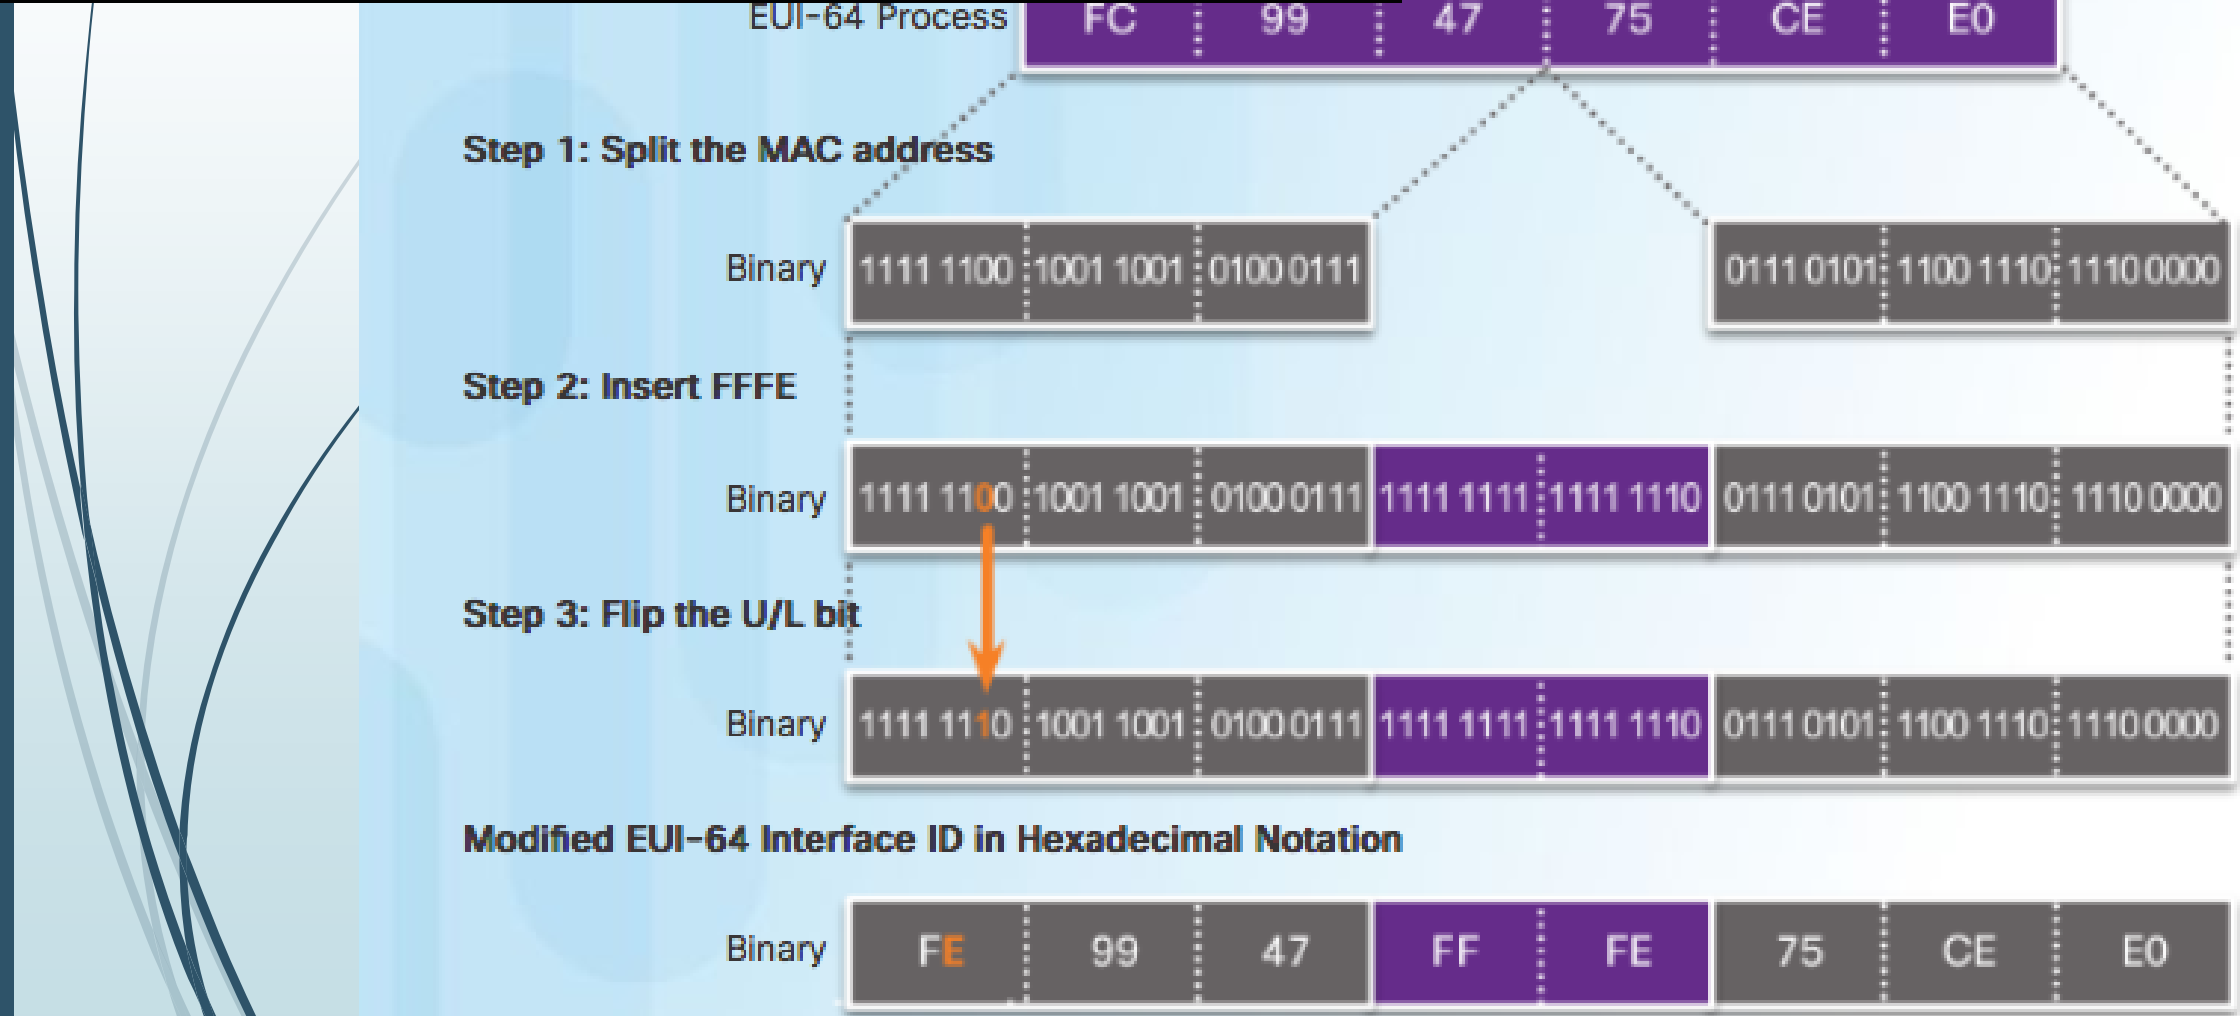 EUI-64 Process FC 99 47 75 CE E0
Step 1: Split the MAC address
Binary 1111 1100 1001 1001 0100 0111 0111 0101 1100 1110 1110 0000
Step 2: Insert FFFE
Binary 1111 1100 1001 1001 0100 0111 1111 1111 1111 1110 0111 0101 1100 1110 1110 0000
Step 3: Flip the U/L bit
Binary 1111 1110 1001 1001 0100 0111 1111 1111 1111 1110 0111 0101 1100 1110 1110 0000
Modified EUI-64 Interface ID in Hexadecimal Notation
Binary FE 99 47 FF FE 75 CE E0